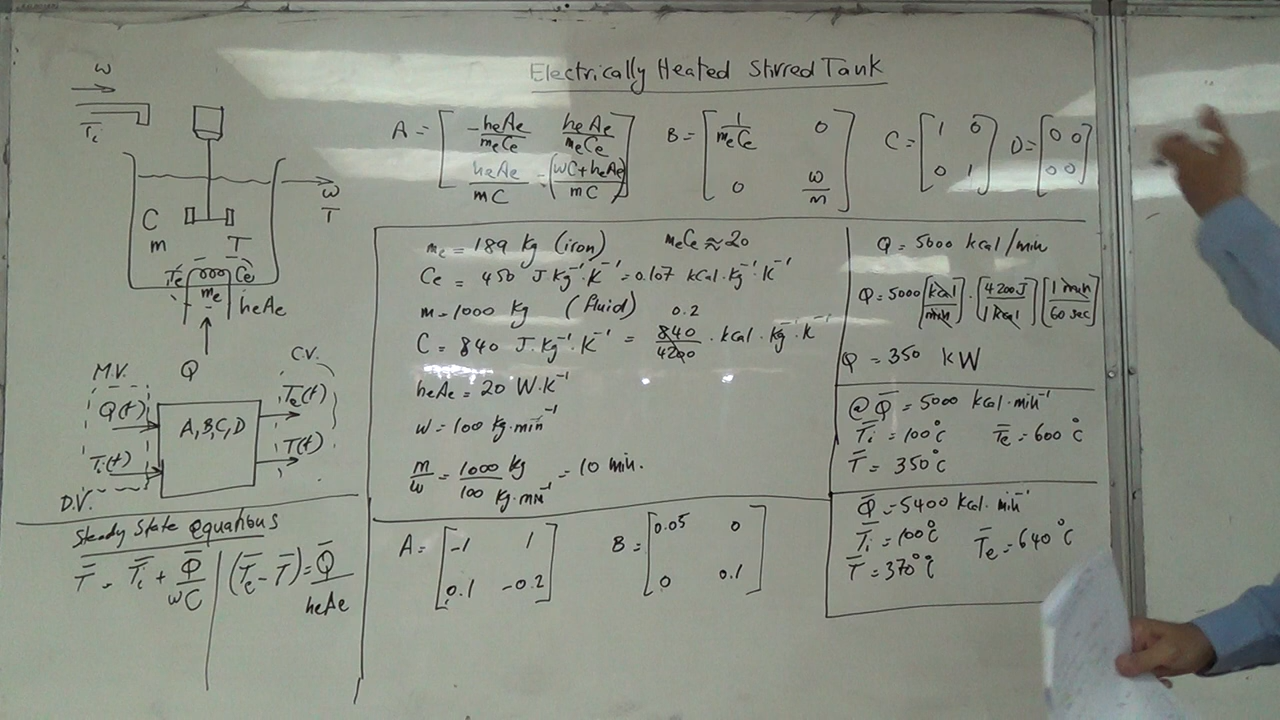 Electrically Heated Stirred Tank
w
Ti
w
T
C
m
T
Te
Ce
me
heAe
Q
A = [ -heAe/meCe heAe/meCe
heAe/mC -(wC+heAe)/mC ]
B = [ 1/meCe 0
0 w/m ]
C = [ 1 0
0 1 ]
D = [ 0 0
0 0 ]
M.V.
C.V.
Q(t)
Te(t)
A,B,C,D
Ti(t)
T(t)
D.V.
Steady State equations
T̄ = T̄i + Q̄/wC
(T̄e - T̄) = Q̄/heAe
me = 189 kg (iron) meCe ≈ 20
Ce = 450 J kg⁻¹.K⁻¹ = 0.107 kcal.kg⁻¹.K⁻¹
m = 1000 kg (fluid) 0.2
C = 840 J.kg⁻¹.K⁻¹ = 840/4200 . kcal.kg⁻¹.K⁻¹
heAe = 20 W.K⁻¹
w = 100 kg.min⁻¹
m/w = 1000 kg/100 kg.min⁻¹ = 10 min.
A = [ -1 1
0.1 -0.2 ]
B = [ 0.05 0
0 0.1 ]
Q = 5000 kcal/min
Q = 5000 [kcal/min] . [4200J/1kcal] [1 min/60 sec]
Q = 350 kW
@ Q̄ = 5000 kcal.min⁻¹
T̄i = 100°C T̄e = 600°C
T̄ = 350°C
Q̄ = 5400 kcal.min⁻¹
T̄i = 100°C T̄e = 640°C
T̄ = 370°C